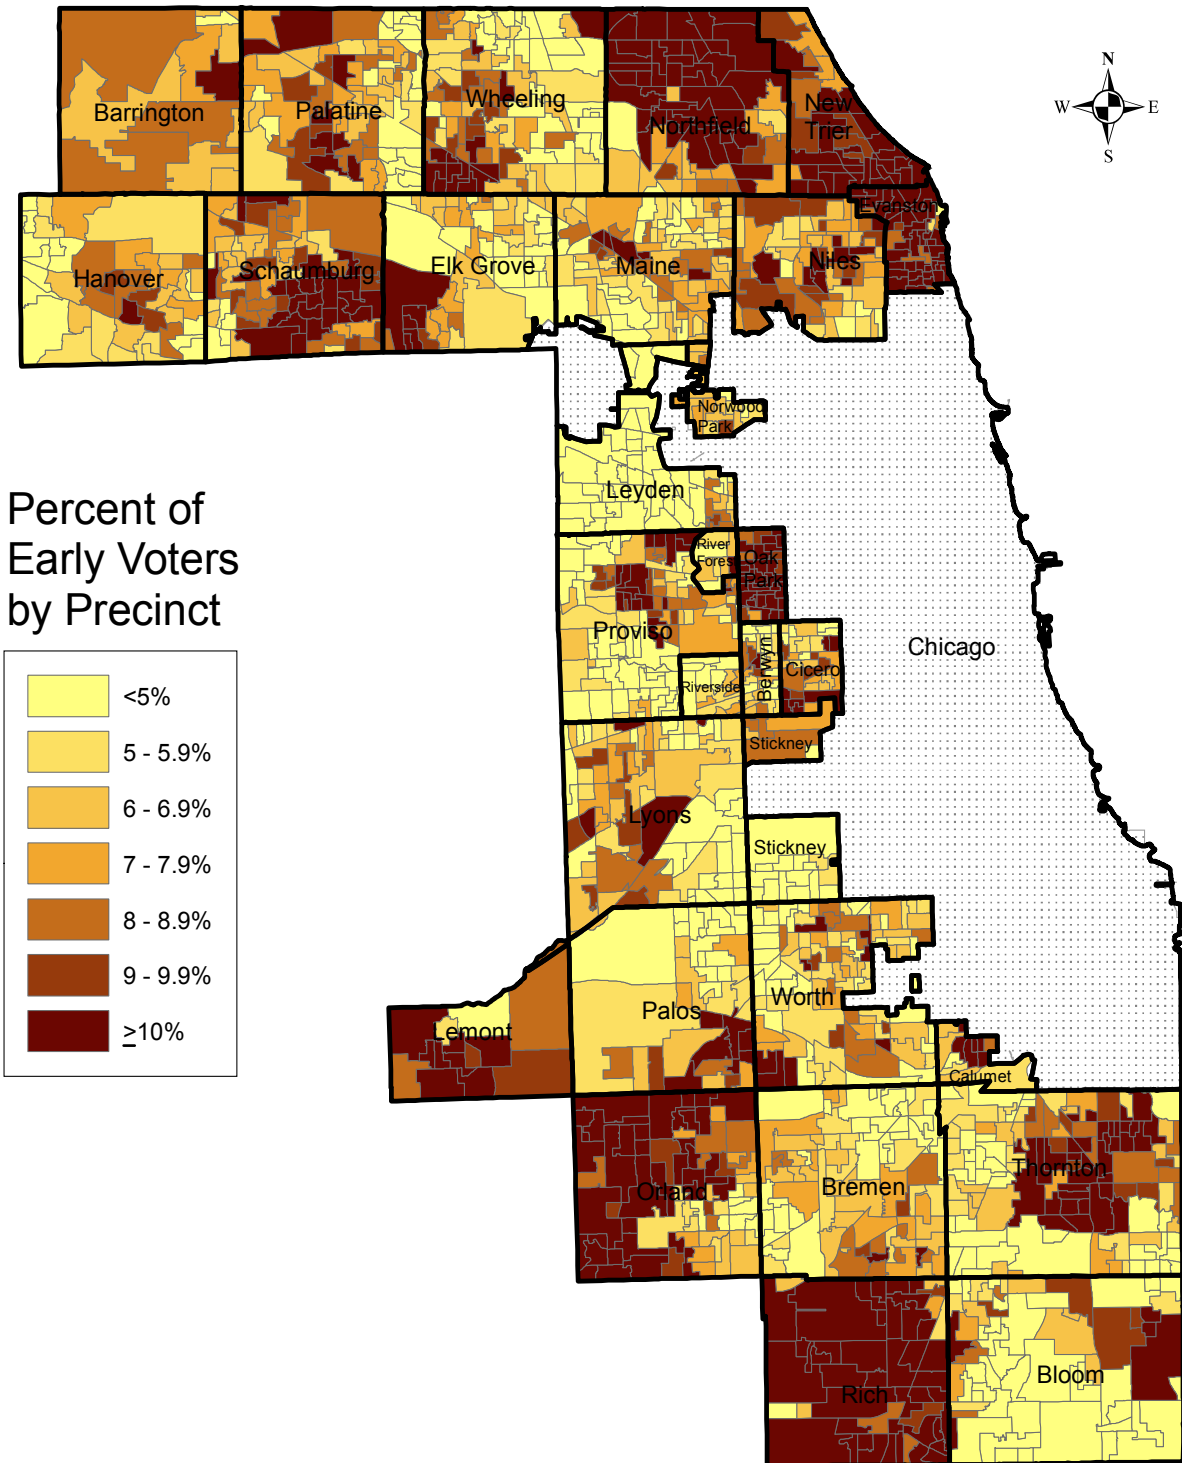 N
W E
S
Barrington
Palatine
Wheeling
Northfield
New
Trier
Evanston
Hanover
Schaumburg
Elk Grove
Maine
Niles
Norwood
Park
Leyden
River
Forest
Oak
Park
Proviso
Berwyn
Cicero
Riverside
Chicago
Stickney
Lyons
Stickney
Palos
Worth
Lemont
Calumet
Orland
Bremen
Thornton
Rich
Bloom
Percent of
Early Voters
by Precinct
<5%
5 - 5.9%
6 - 6.9%
7 - 7.9%
8 - 8.9%
9 - 9.9%
≥10%